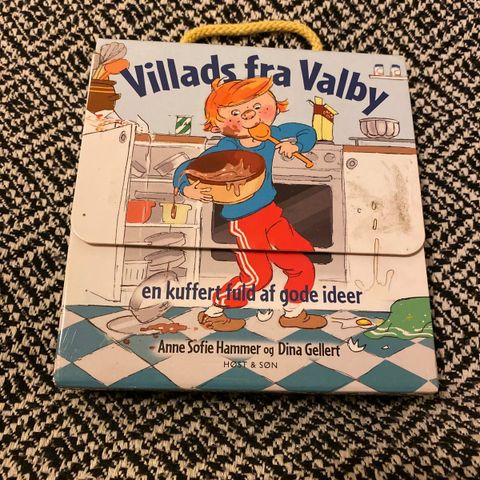 Villads fra Valby
en kuffert fuld af gode ideer
Anne Sofie Hammer og Dina Gellert
HØST & SØN